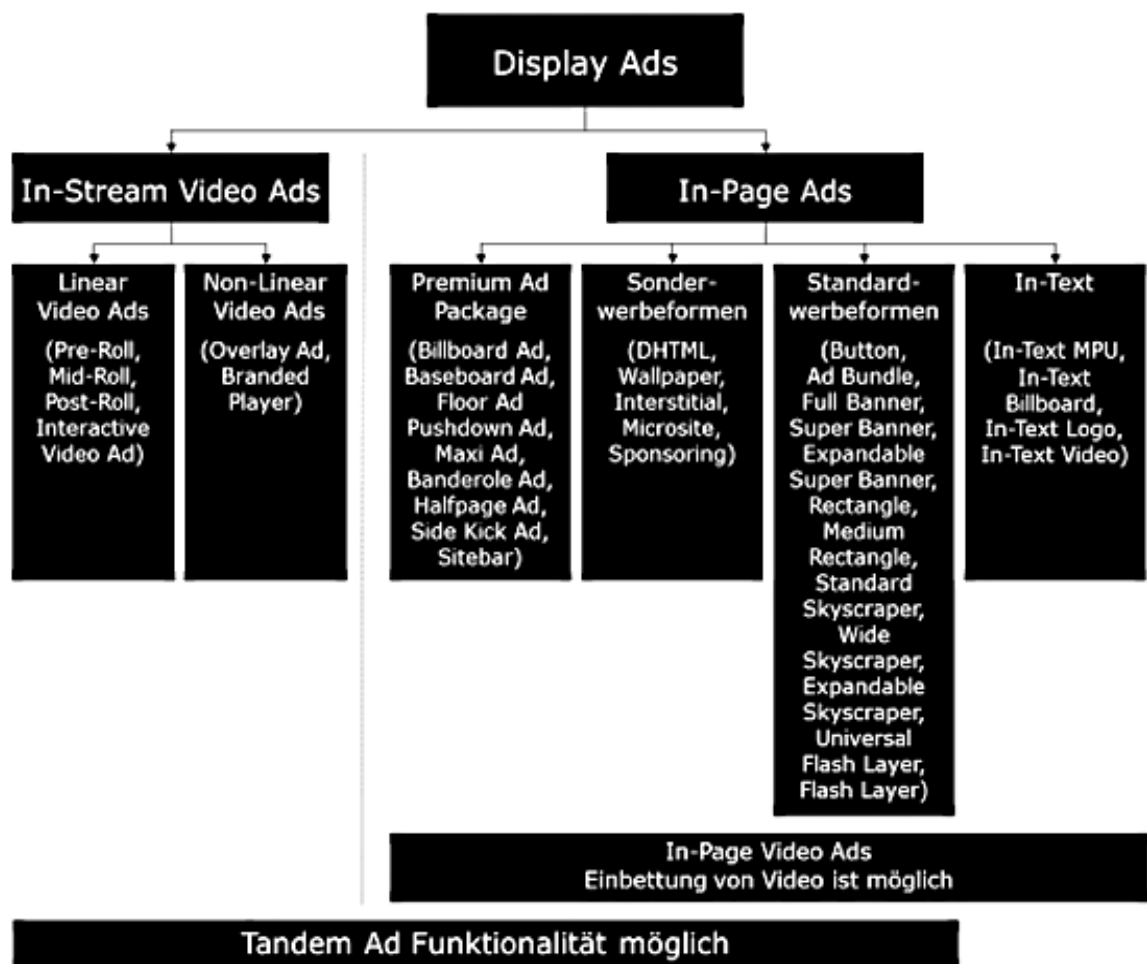 Display Ads
In-Stream Video Ads
In-Page Ads
Linear
Video Ads
(Pre-Roll,
Mid-Roll,
Post-Roll,
Interactive
Video Ad)
Non-Linear
Video Ads
(Overlay Ad,
Branded
Player)
Premium Ad
Package
(Billboard Ad,
Baseboard Ad,
Floor Ad
Pushdown Ad,
Maxi Ad,
Banderole Ad,
Halfpage Ad,
Side Kick Ad,
Sitebar)
Sonder-
werbeformen
(DHTML,
Wallpaper,
Interstitial,
Microsite,
Sponsoring)
Standard-
werbeformen
(Button,
Ad Bundle,
Full Banner,
Super Banner,
Expandable
Super Banner,
Rectangle,
Medium
Rectangle,
Standard
Skyscraper,
Wide
Skyscraper,
Expandable
Skyscraper,
Universal
Flash Layer,
Flash Layer)
In-Text
(In-Text MPU,
In-Text
Billboard,
In-Text Logo,
In-Text Video)
In-Page Video Ads
Einbettung von Video ist möglich
Tandem Ad Funktionalität möglich